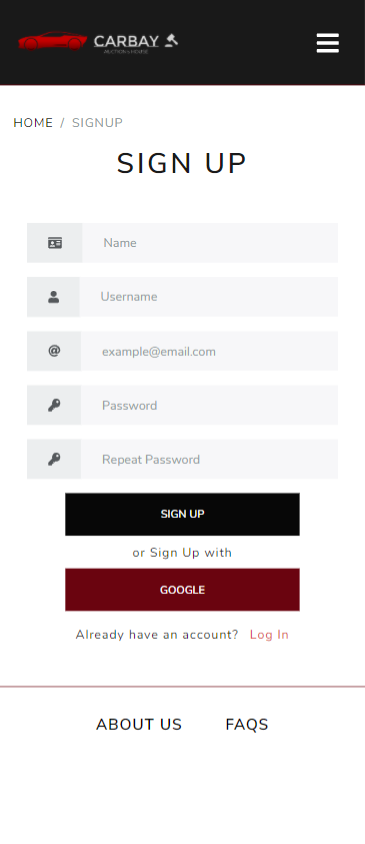 CARBAY
AUCTION HOUSE
HOME / SIGNUP
SIGN UP
Name
Username
@ example@email.com
Password
Repeat Password
SIGN UP
or Sign Up with
GOOGLE
Already have an account? Log In
ABOUT US FAQS